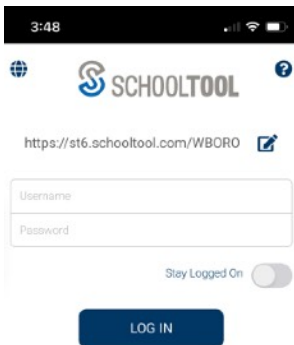 3:48
SCHOOLTOOL
https://st6.schooltool.com/WBORO
Username
Password
Stay Logged On
LOG IN